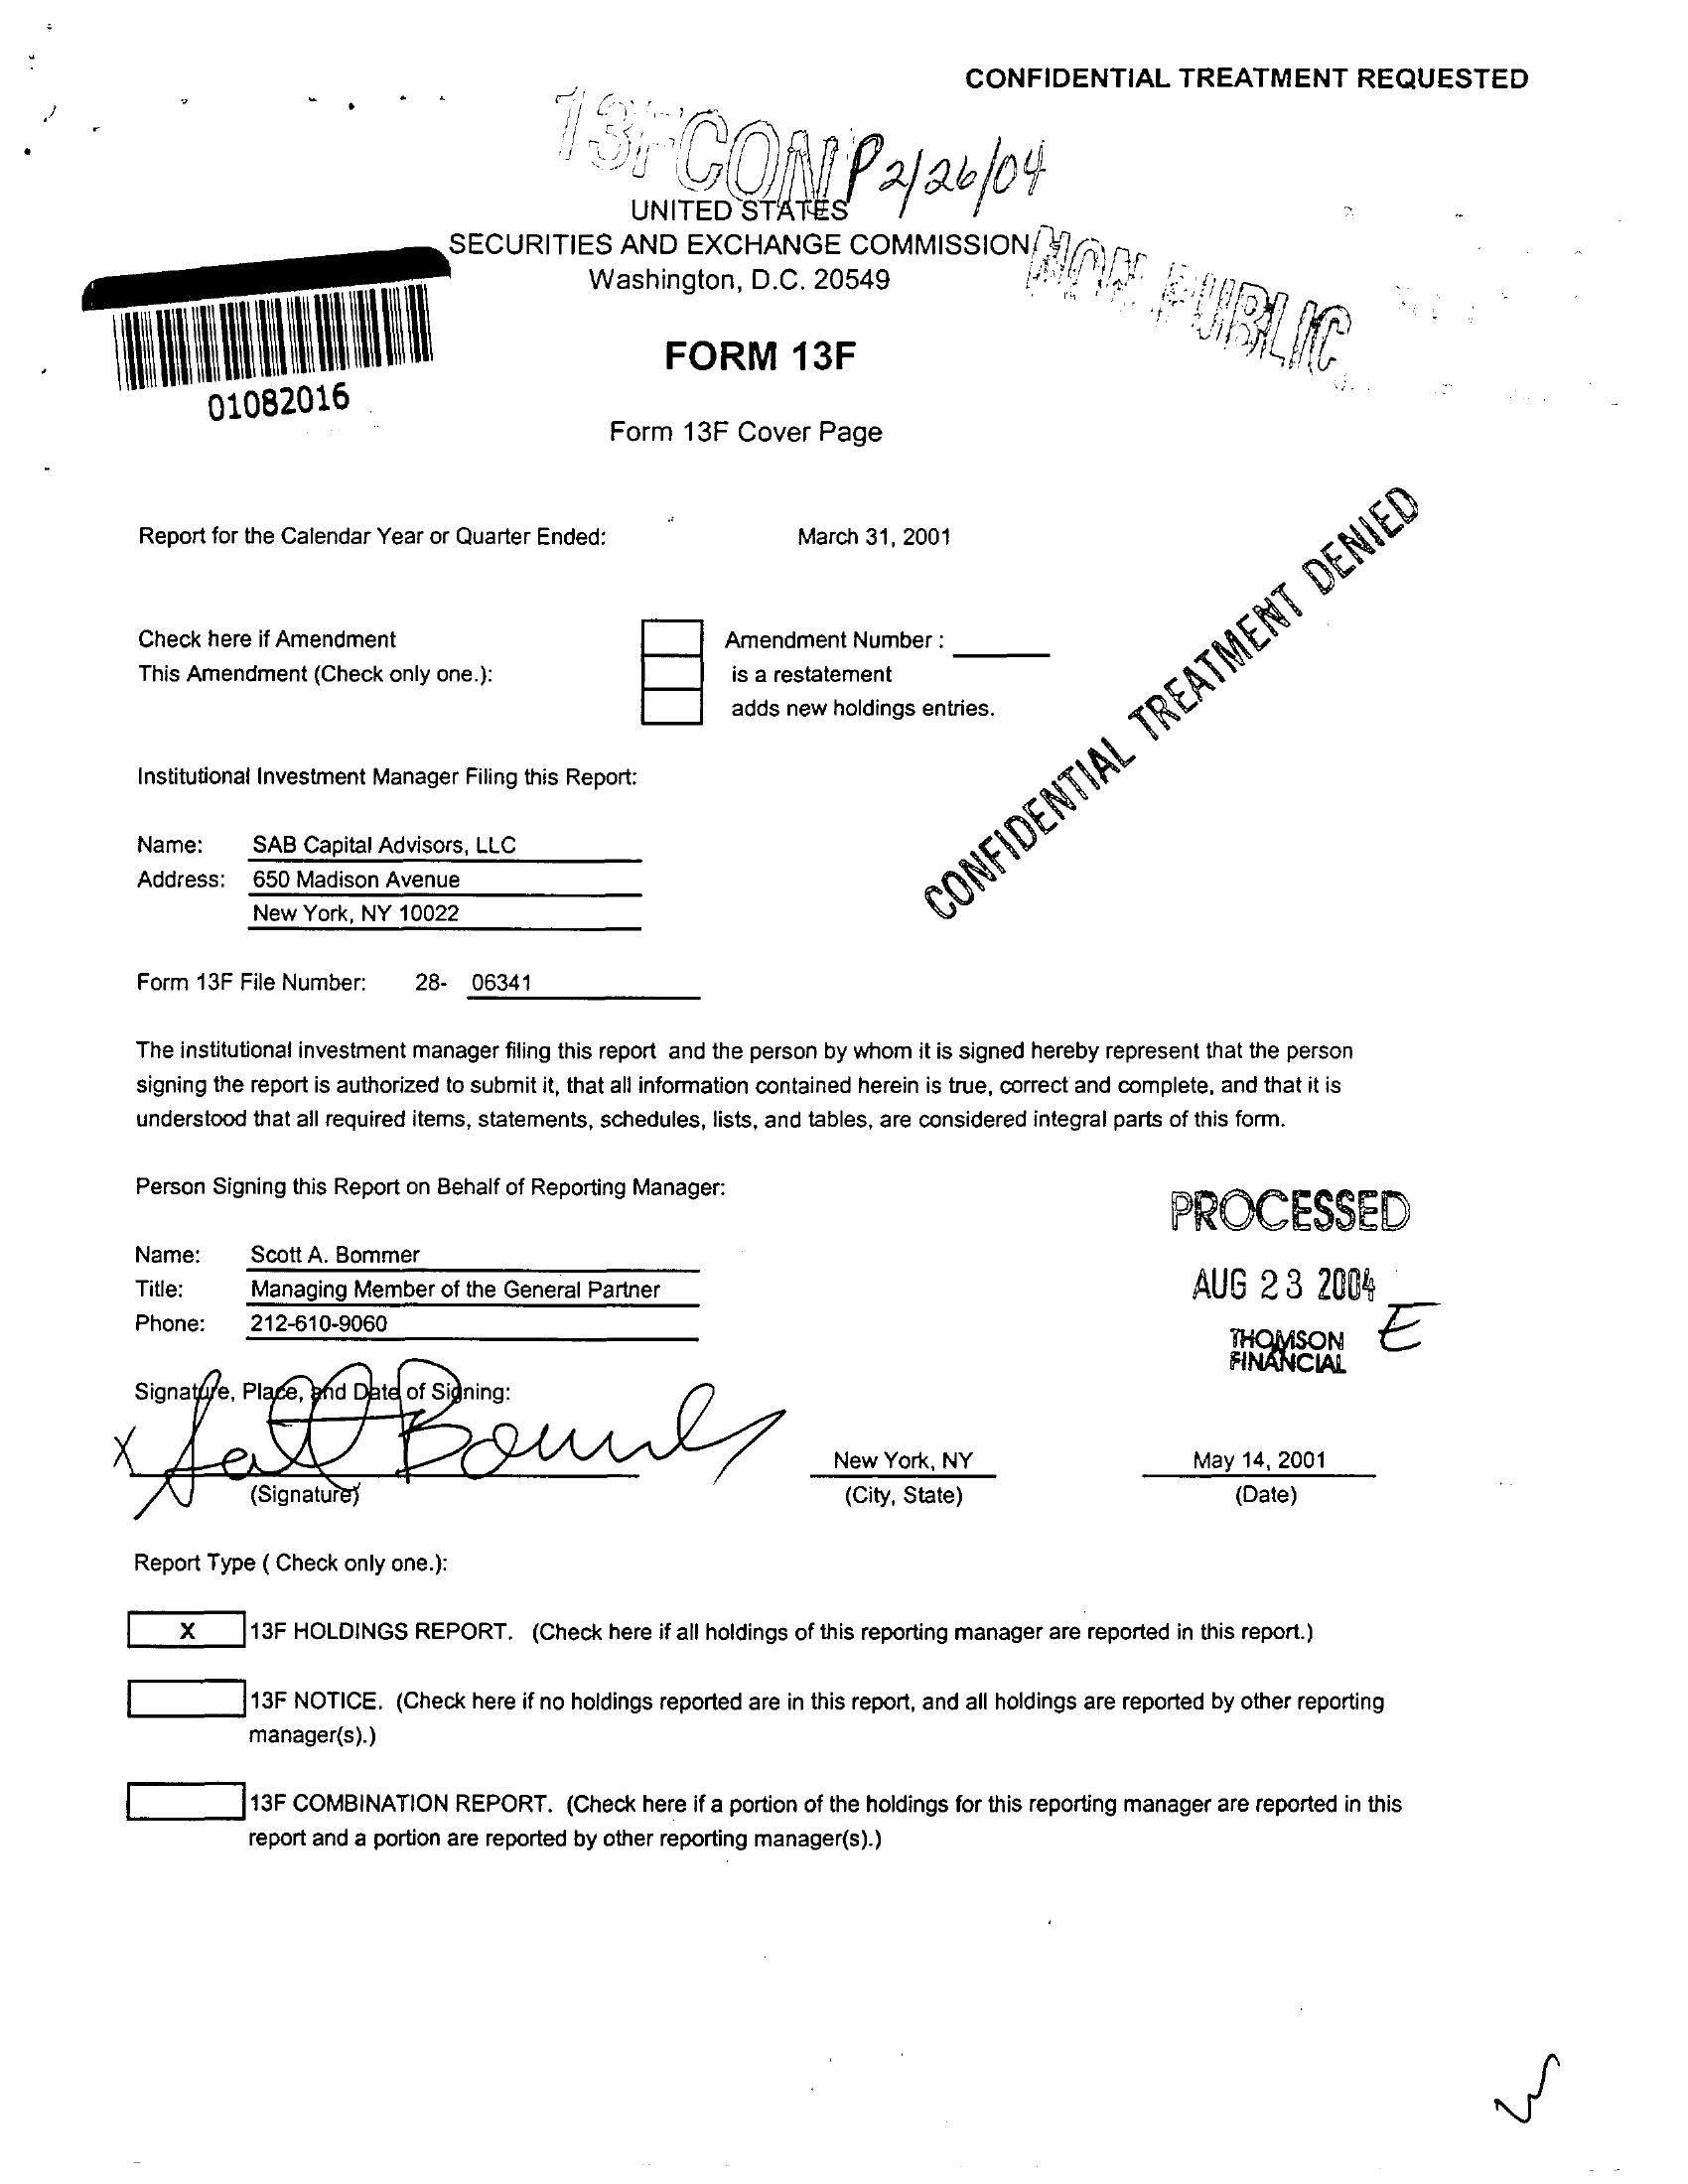 CONFIDENTIAL TREATMENT REQUESTED
13F CON P 2/26/04
UNITED STATES
SECURITIES AND EXCHANGE COMMISSION
NON PUBLIC
Washington, D.C. 20549
01082016
FORM 13F
Form 13F Cover Page
Report for the Calendar Year or Quarter Ended: March 31, 2001
CONFIDENTIAL TREATMENT DENIED
Check here if Amendment Amendment Number :
This Amendment (Check only one.): is a restatement
adds new holdings entries.
Institutional Investment Manager Filing this Report:
Name: SAB Capital Advisors, LLC
Address: 650 Madison Avenue
New York, NY 10022
Form 13F File Number: 28- 06341
The institutional investment manager filing this report and the person by whom it is signed hereby represent that the person
signing the report is authorized to submit it, that all information contained herein is true, correct and complete, and that it is
understood that all required items, statements, schedules, lists, and tables, are considered integral parts of this form.
Person Signing this Report on Behalf of Reporting Manager:
PROCESSED
Name: Scott A. Bommer
Title: Managing Member of the General Partner
AUG 23 2004
Phone: 212-610-9060
THOMSON E
FINANCIAL
Signature, Place, and Date of Signing:
X Scott Bommer New York, NY May 14, 2001
(Signature) (City, State) (Date)
Report Type ( Check only one.):
X 13F HOLDINGS REPORT. (Check here if all holdings of this reporting manager are reported in this report.)
13F NOTICE. (Check here if no holdings reported are in this report, and all holdings are reported by other reporting
manager(s).)
13F COMBINATION REPORT. (Check here if a portion of the holdings for this reporting manager are reported in this
report and a portion are reported by other reporting manager(s).)